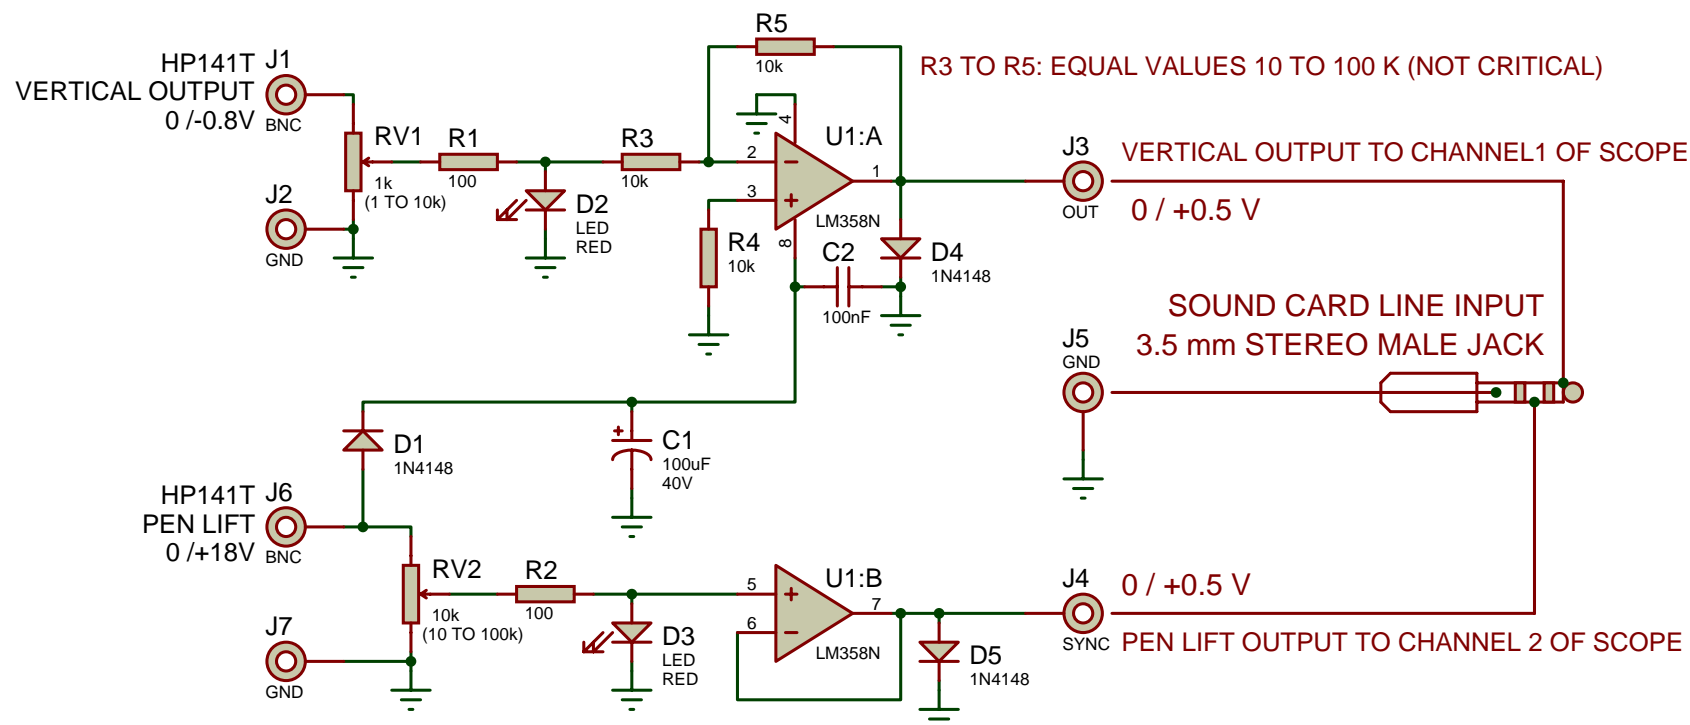 R5
10k
R3 TO R5: EQUAL VALUES 10 TO 100 K (NOT CRITICAL)
HP141T
VERTICAL OUTPUT
0 /-0.8V
J1
BNC
RV1
1k
(1 TO 10k)
R1
100
R3
10k
4
U1:A
2
3
1
8
LM358N
J3
OUT
VERTICAL OUTPUT TO CHANNEL1 OF SCOPE
0 / +0.5 V
J2
GND
D2
LED
RED
R4
10k
C2
100nF
D4
1N4148
SOUND CARD LINE INPUT
3.5 mm STEREO MALE JACK
J5
GND
D1
1N4148
+
C1
100uF
40V
HP141T
PEN LIFT
0 /+18V
J6
BNC
RV2
10k
(10 TO 100k)
R2
100
U1:B
5
6
7
LM358N
J4
SYNC
0 / +0.5 V
PEN LIFT OUTPUT TO CHANNEL 2 OF SCOPE
J7
GND
D3
LED
RED
D5
1N4148